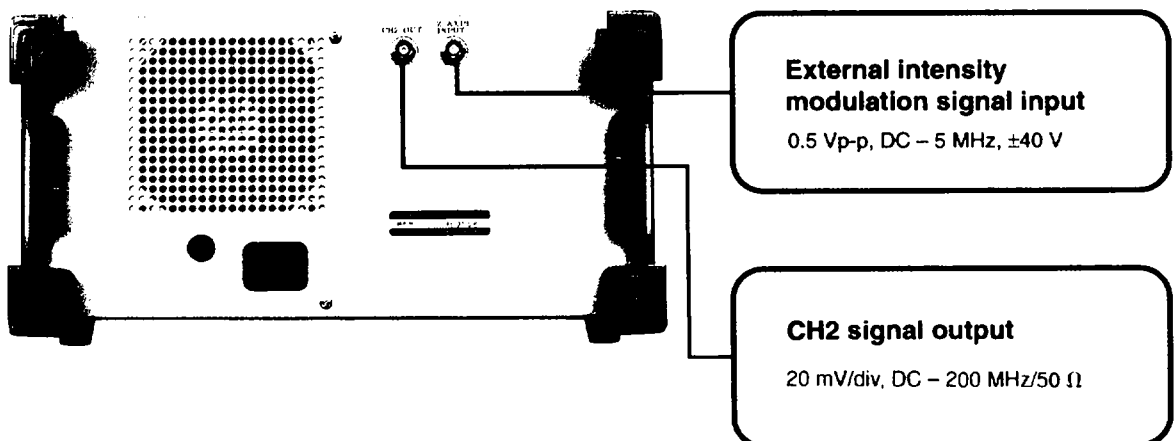 CH2 OUT
Z AXIS
INPUT
External intensity
modulation signal input
0.5 Vp-p, DC – 5 MHz, ±40 V
CH2 signal output
20 mV/div, DC – 200 MHz/50 Ω